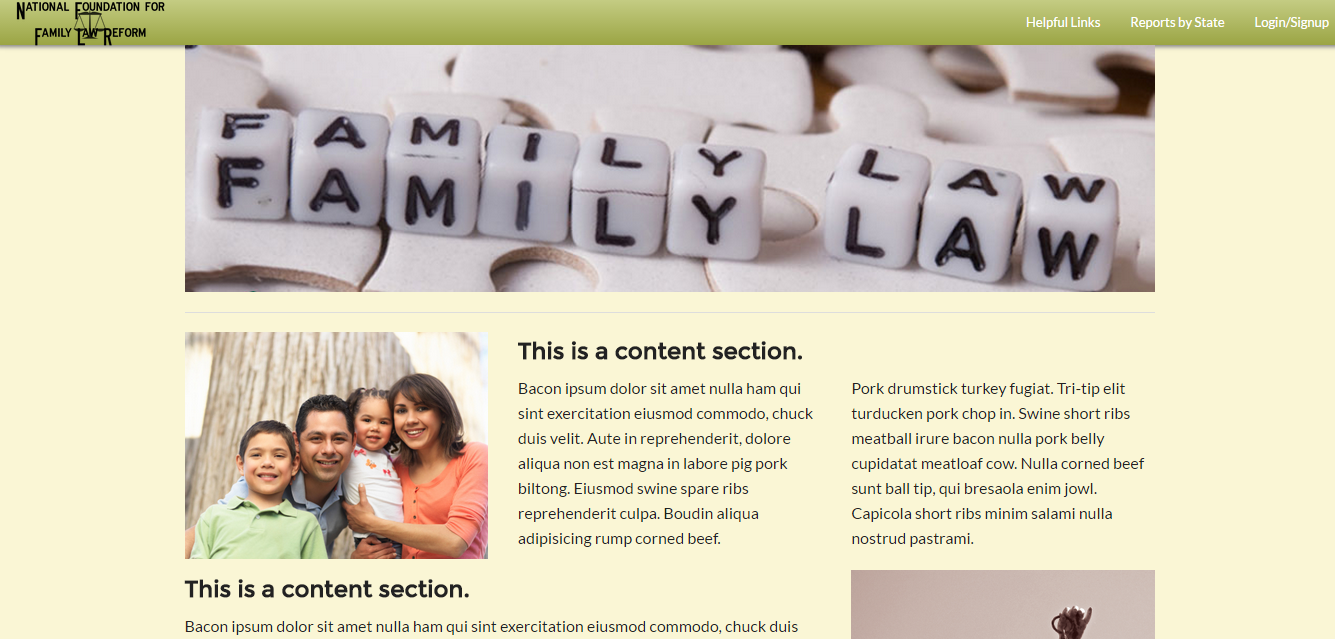 NATIONAL FOUNDATION FOR
FAMILY LAW REFORM
Helpful Links
Reports by State
Login/Signup
F A M I L Y L A W
F A M I L Y L A W
This is a content section.
Bacon ipsum dolor sit amet nulla ham qui
sint exercitation eiusmod commodo, chuck
duis velit. Aute in reprehenderit, dolore
aliqua non est magna in labore pig pork
biltong. Eiusmod swine spare ribs
reprehenderit culpa. Boudin aliqua
adipisicing rump corned beef.
Pork drumstick turkey fugiat. Tri-tip elit
turducken pork chop in. Swine short ribs
meatball irure bacon nulla pork belly
cupidatat meatloaf cow. Nulla corned beef
sunt ball tip, qui bresaola enim jowl.
Capicola short ribs minim salami nulla
nostrud pastrami.
This is a content section.
Bacon ipsum dolor sit amet nulla ham qui sint exercitation eiusmod commodo, chuck duis